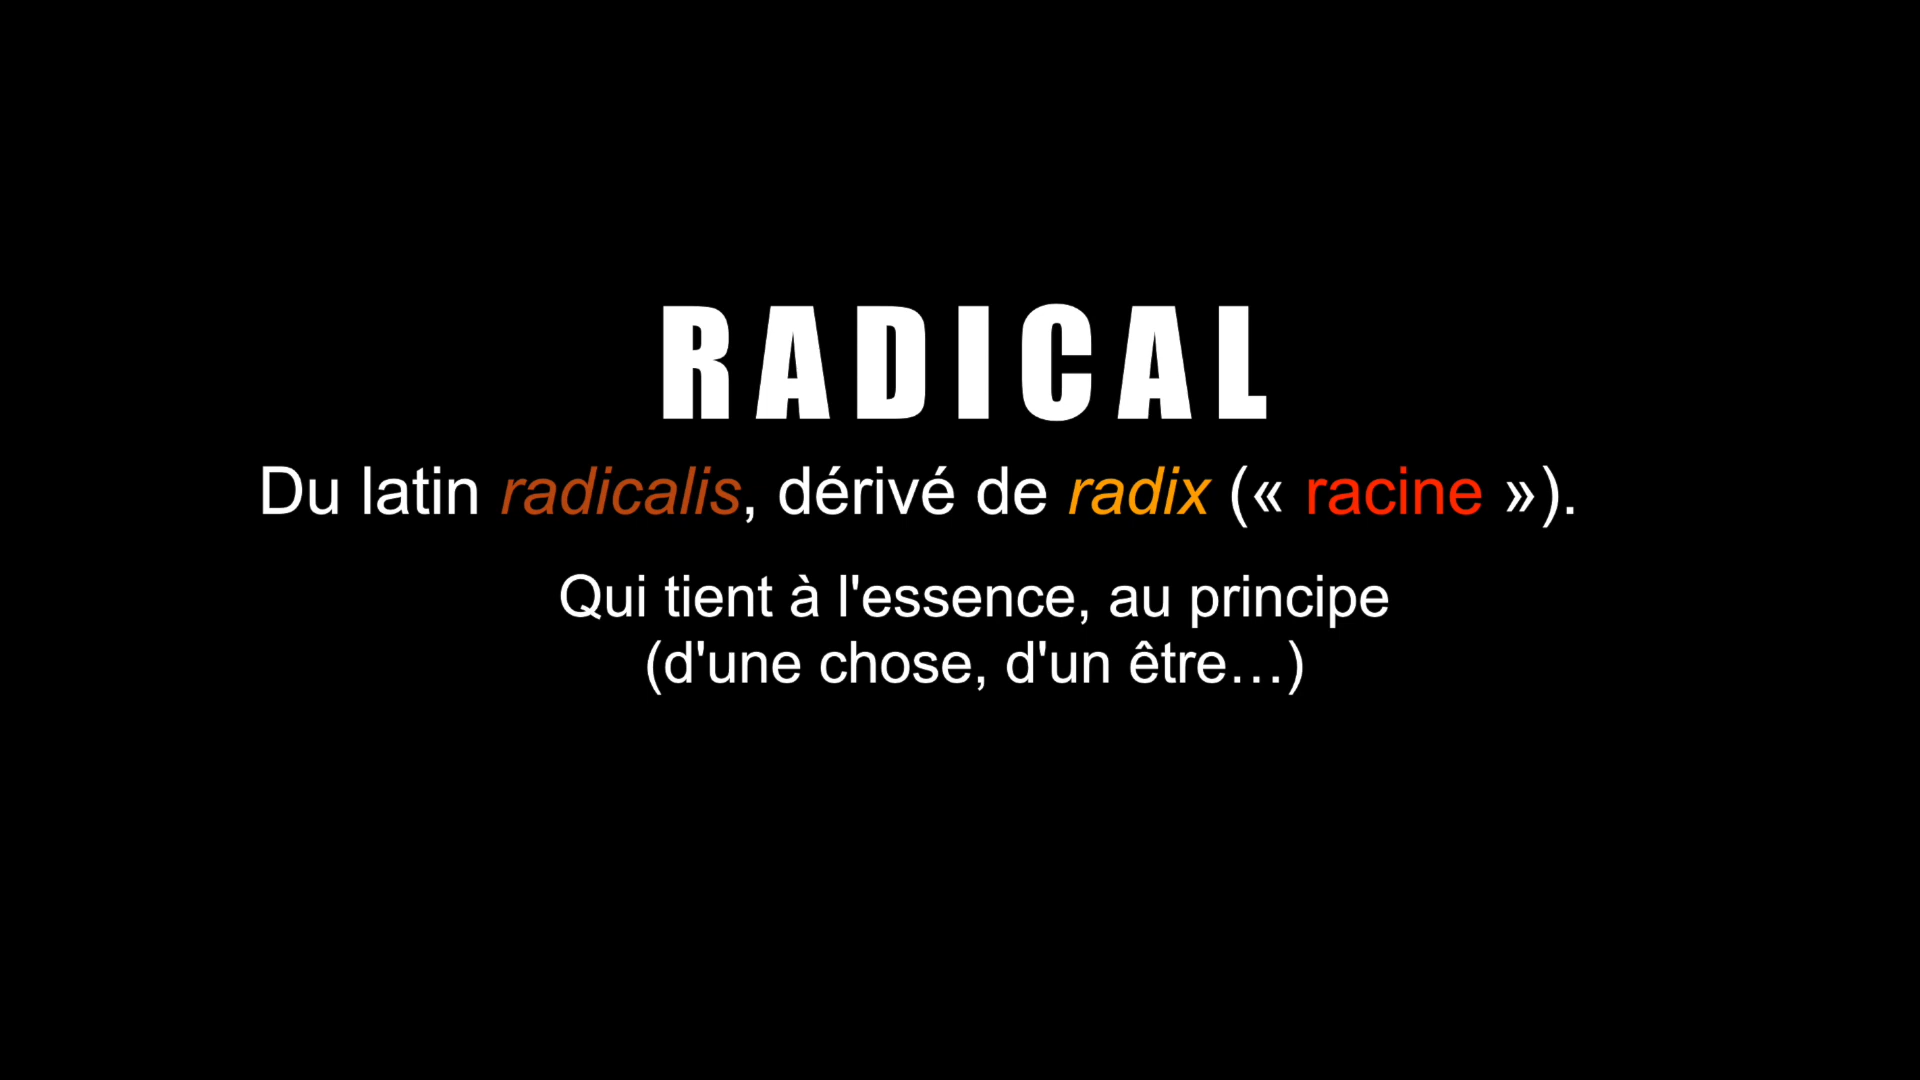 RADICAL
Du latin radicalis, dérivé de radix (« racine »).
Qui tient à l'essence, au principe
(d'une chose, d'un être…)